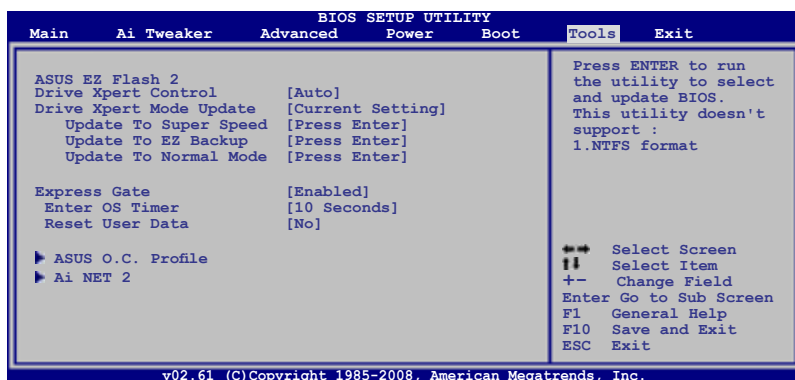 BIOS SETUP UTILITY
Main Ai Tweaker Advanced Power Boot Tools Exit
ASUS EZ Flash 2
Drive Xpert Control [Auto]
Drive Xpert Mode Update [Current Setting]
Update To Super Speed [Press Enter]
Update To EZ Backup [Press Enter]
Update To Normal Mode [Press Enter]
Express Gate [Enabled]
Enter OS Timer [10 Seconds]
Reset User Data [No]
ASUS O.C. Profile
Ai NET 2
Press ENTER to run
the utility to select
and update BIOS.
This utility doesn't
support :
1.NTFS format
Select Screen
Select Item
+- Change Field
Enter Go to Sub Screen
F1 General Help
F10 Save and Exit
ESC Exit
v02.61 (C)Copyright 1985-2008, American Megatrends, Inc.